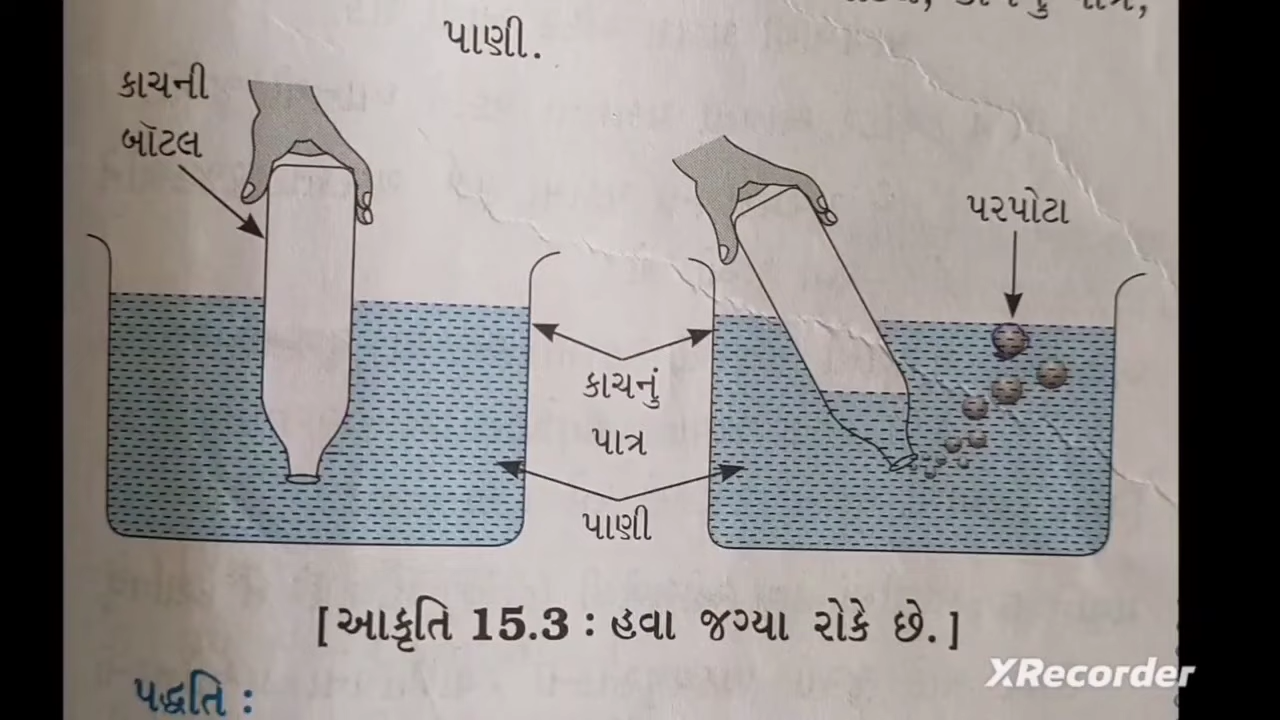 પાણી.
કાચની
બૉટલ
પરપોટા
કાચનું
પાત્ર
પાણી
[આકૃતિ 15.3 : હવા જગ્યા રોકે છે.]
પદ્ધતિ :
XRecorder